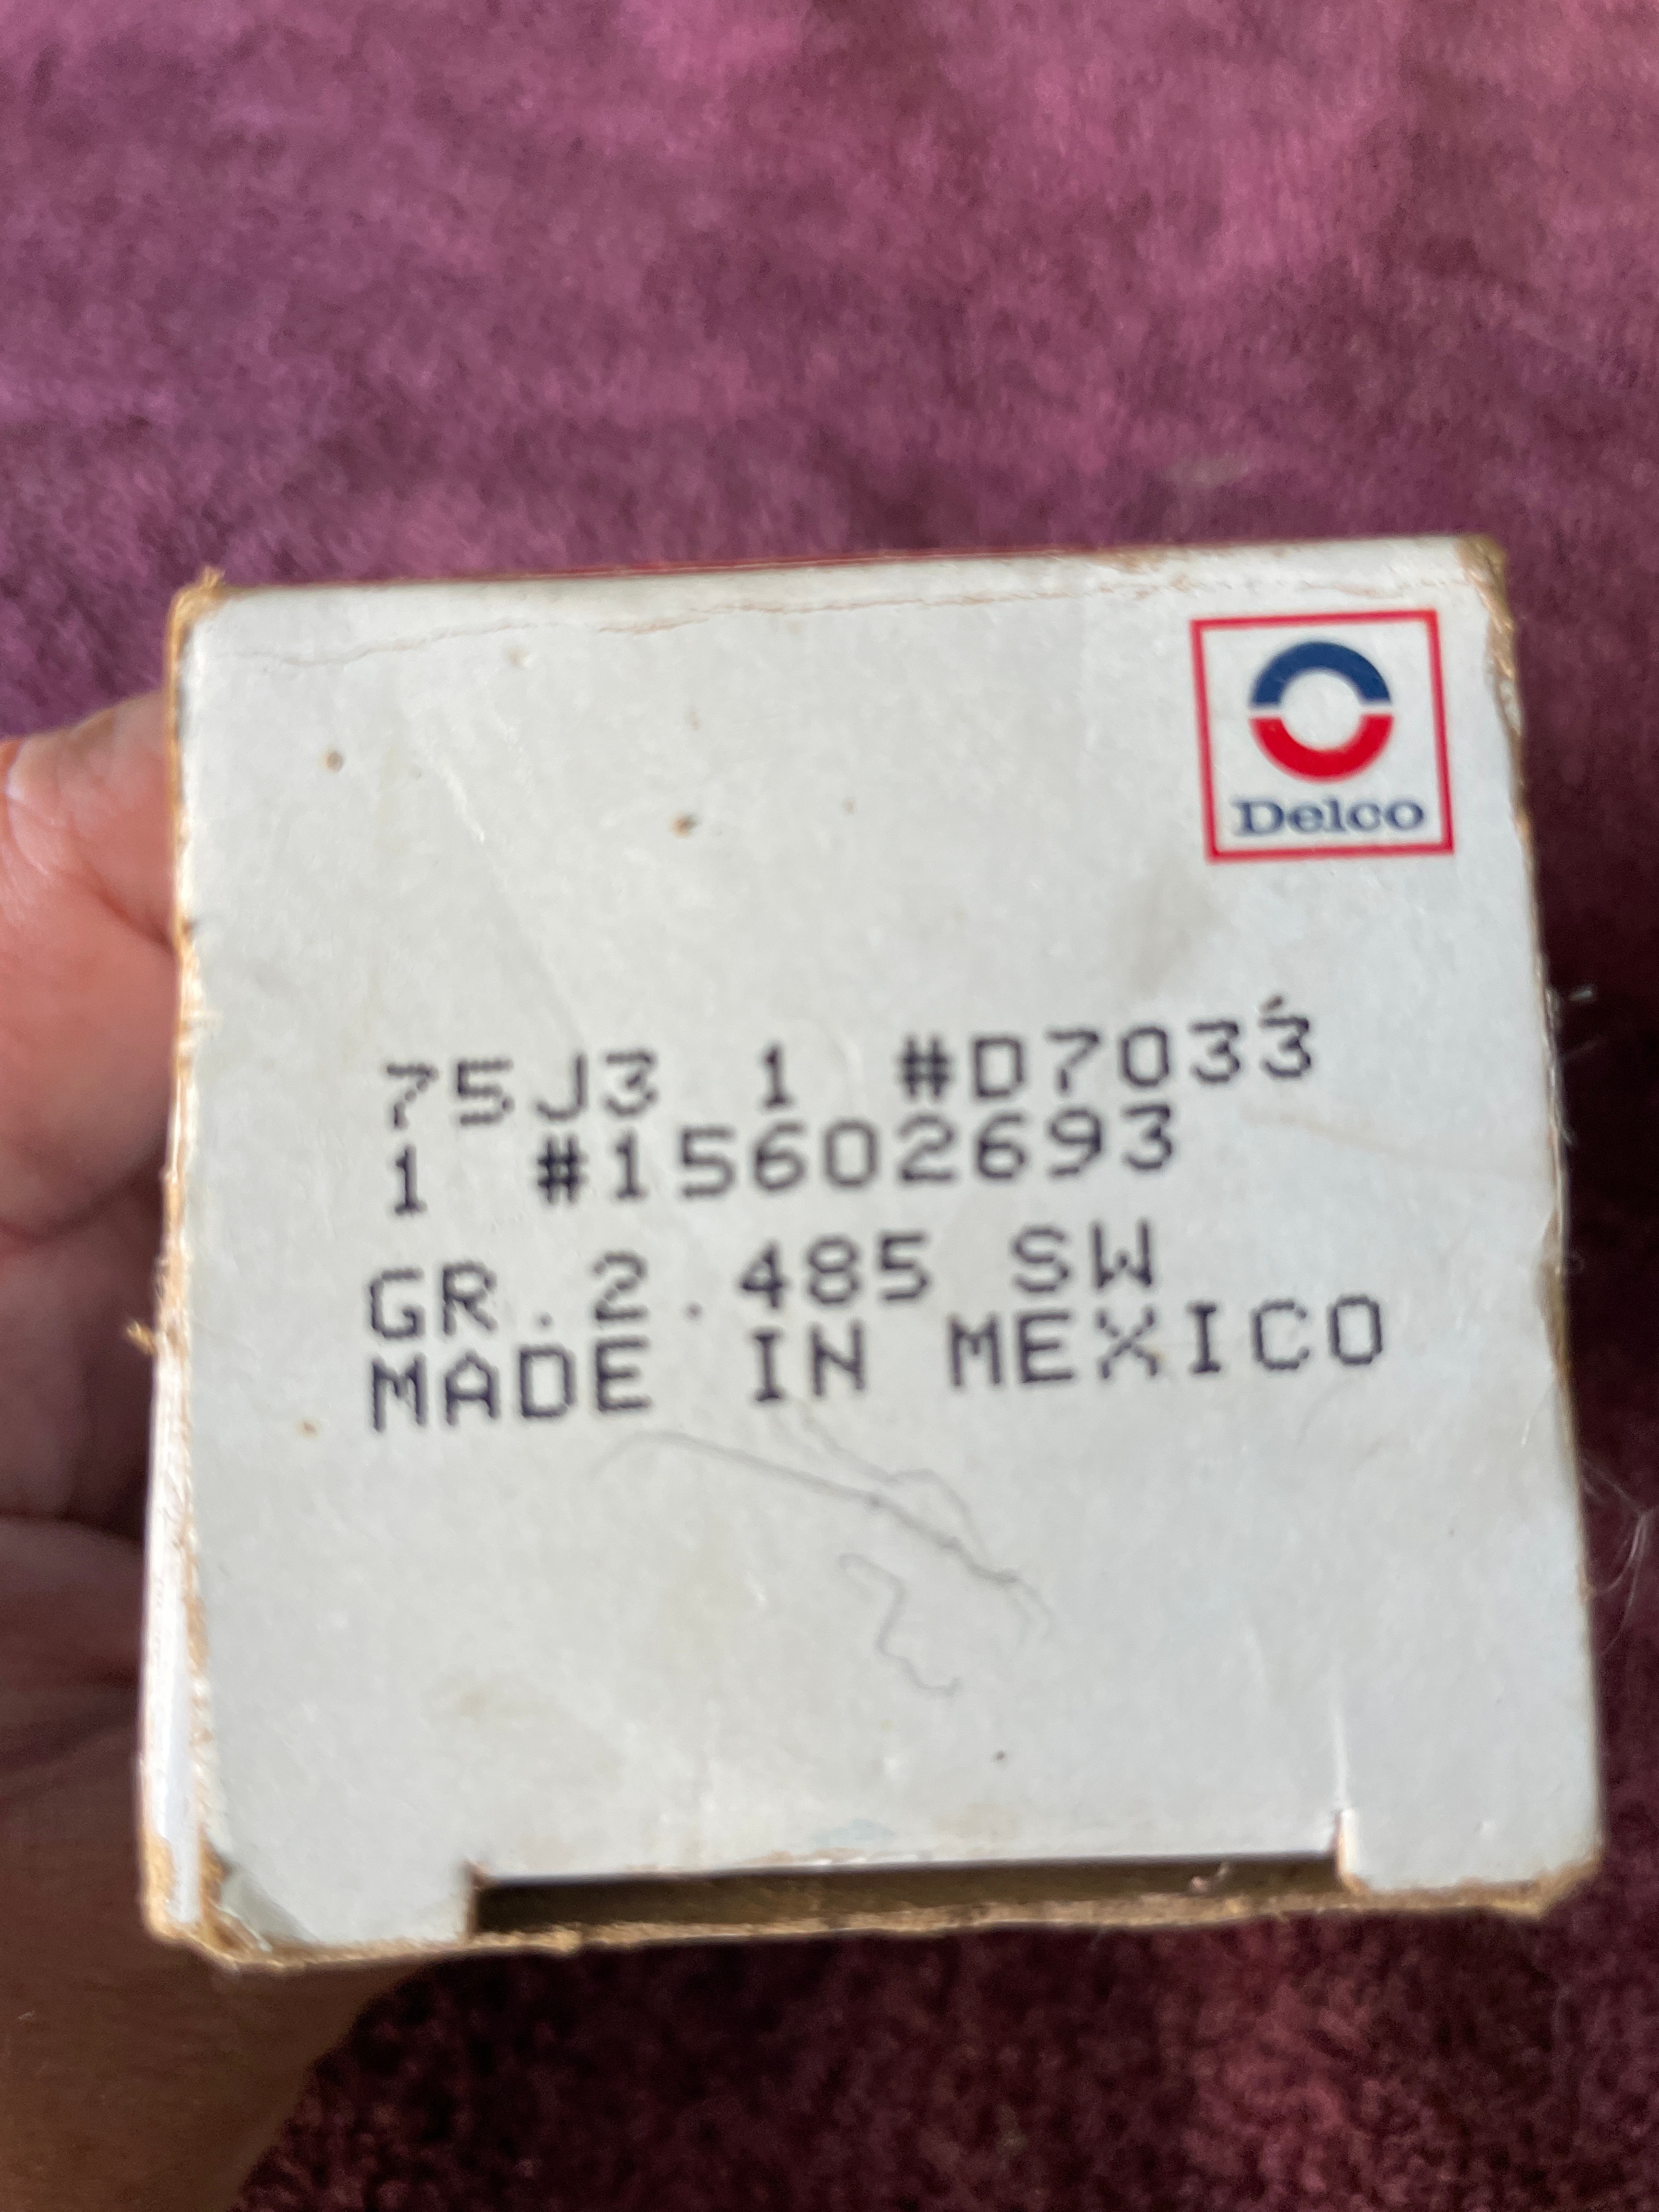 Delco
75J3 1 #D7033
1 #15602693
GR.2.485 SW
MADE IN MEXICO